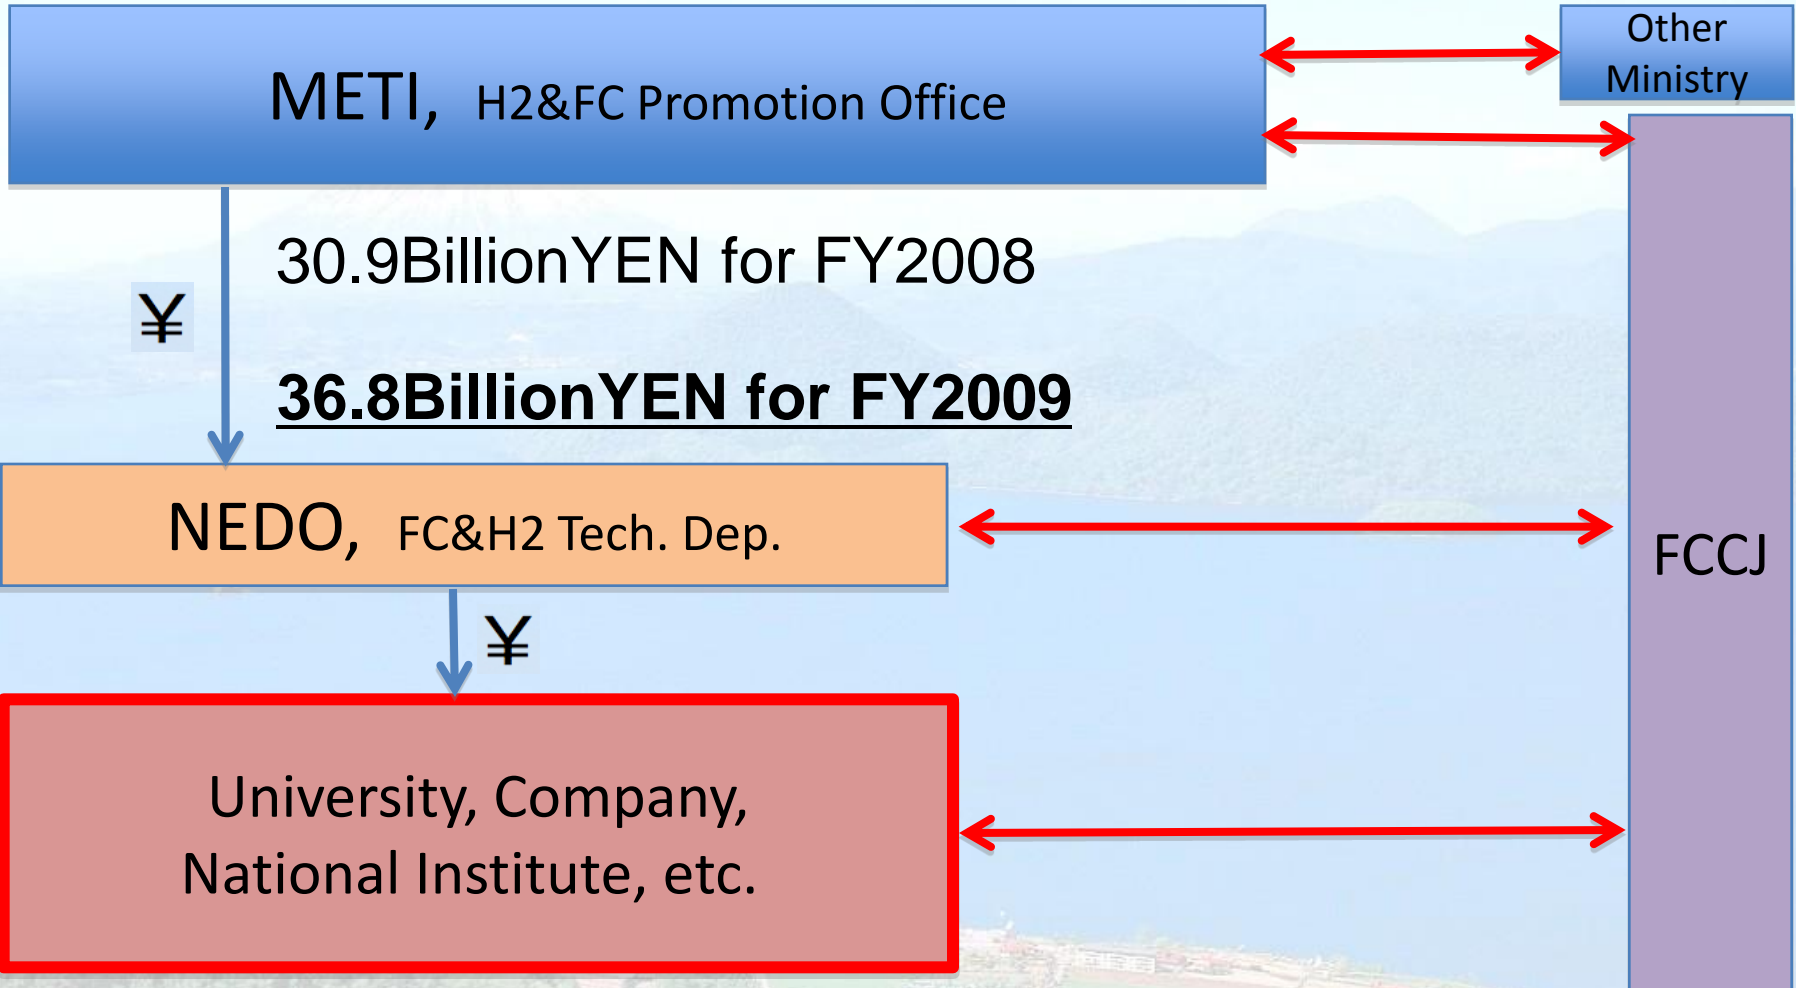 METI, H2&FC Promotion Office
Other
Ministry
30.9BillionYEN for FY2008
¥
36.8BillionYEN for FY2009
NEDO, FC&H2 Tech. Dep.
FCCJ
¥
University, Company,
National Institute, etc.